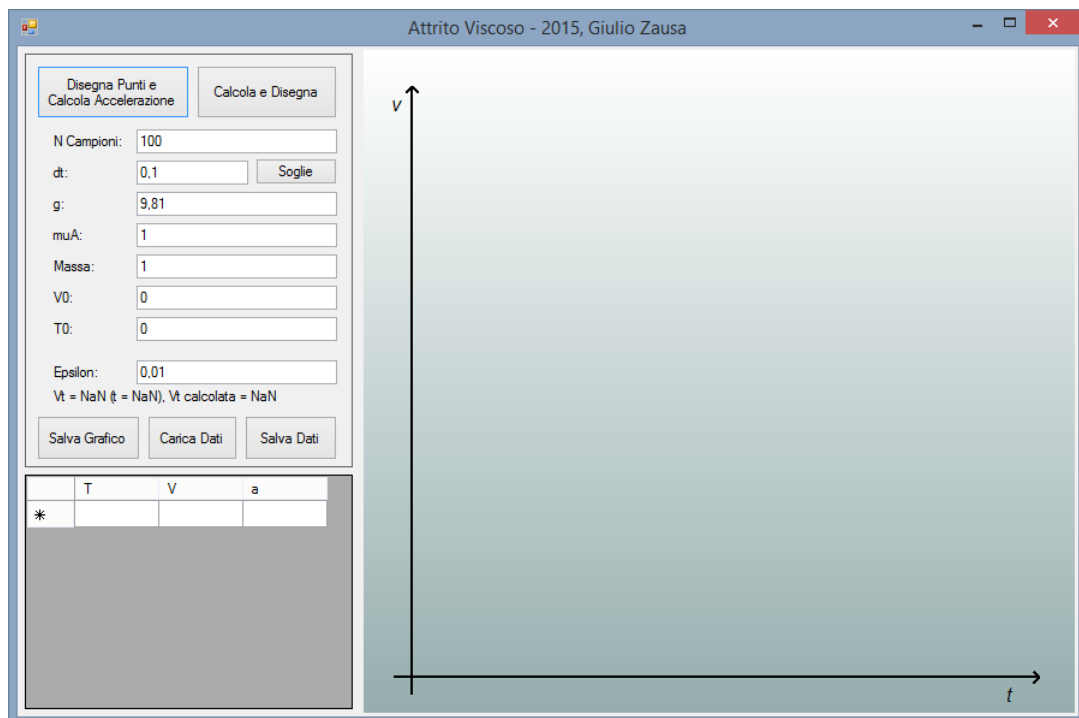 Attrito Viscoso - 2015, Giulio Zausa
Disegna Punti e
Calcola Accelerazione
Calcola e Disegna
N Campioni: 100
dt: 0,1 Soglie
g: 9,81
muA: 1
Massa: 1
V0: 0
T0: 0
Epsilon: 0,01
Vt = NaN (t = NaN), Vt calcolata = NaN
Salva Grafico Carica Dati Salva Dati
T V a
v
t